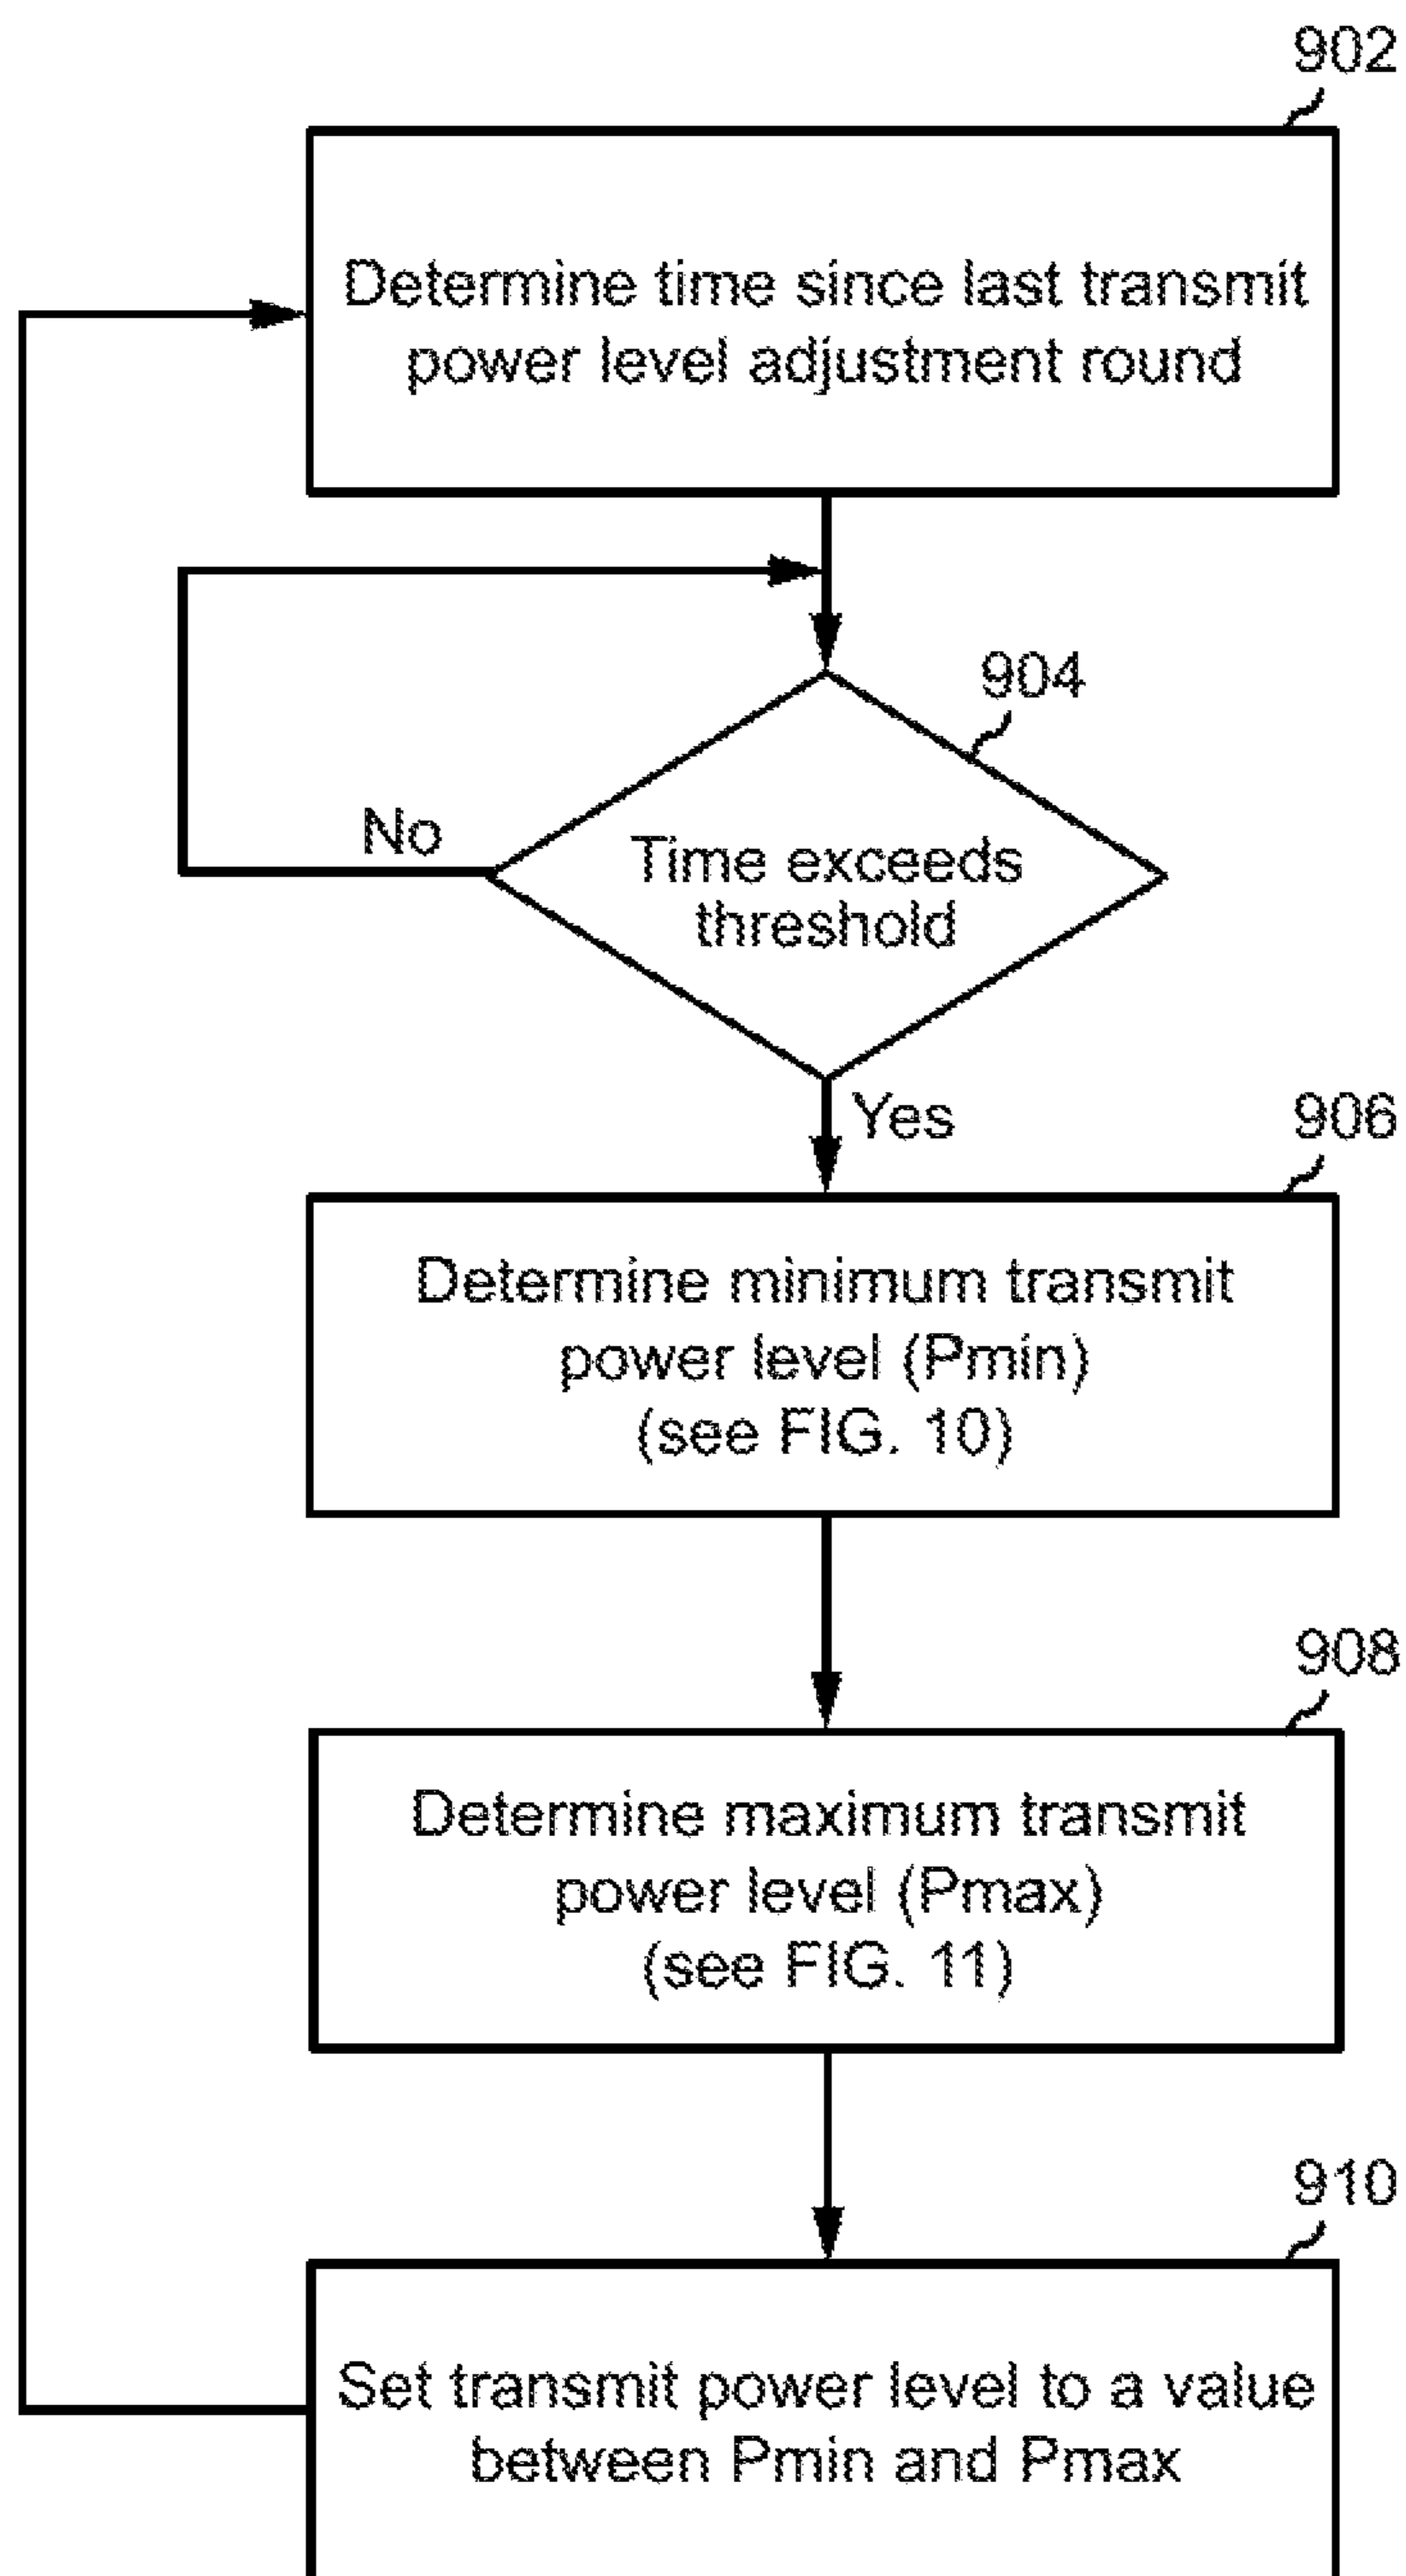 902
Determine time since last transmit
power level adjustment round
904
No
Time exceeds
threshold
Yes
906
Determine minimum transmit
power level (Pmin)
(see FIG. 10)
908
Determine maximum transmit
power level (Pmax)
(see FIG. 11)
910
Set transmit power level to a value
between Pmin and Pmax